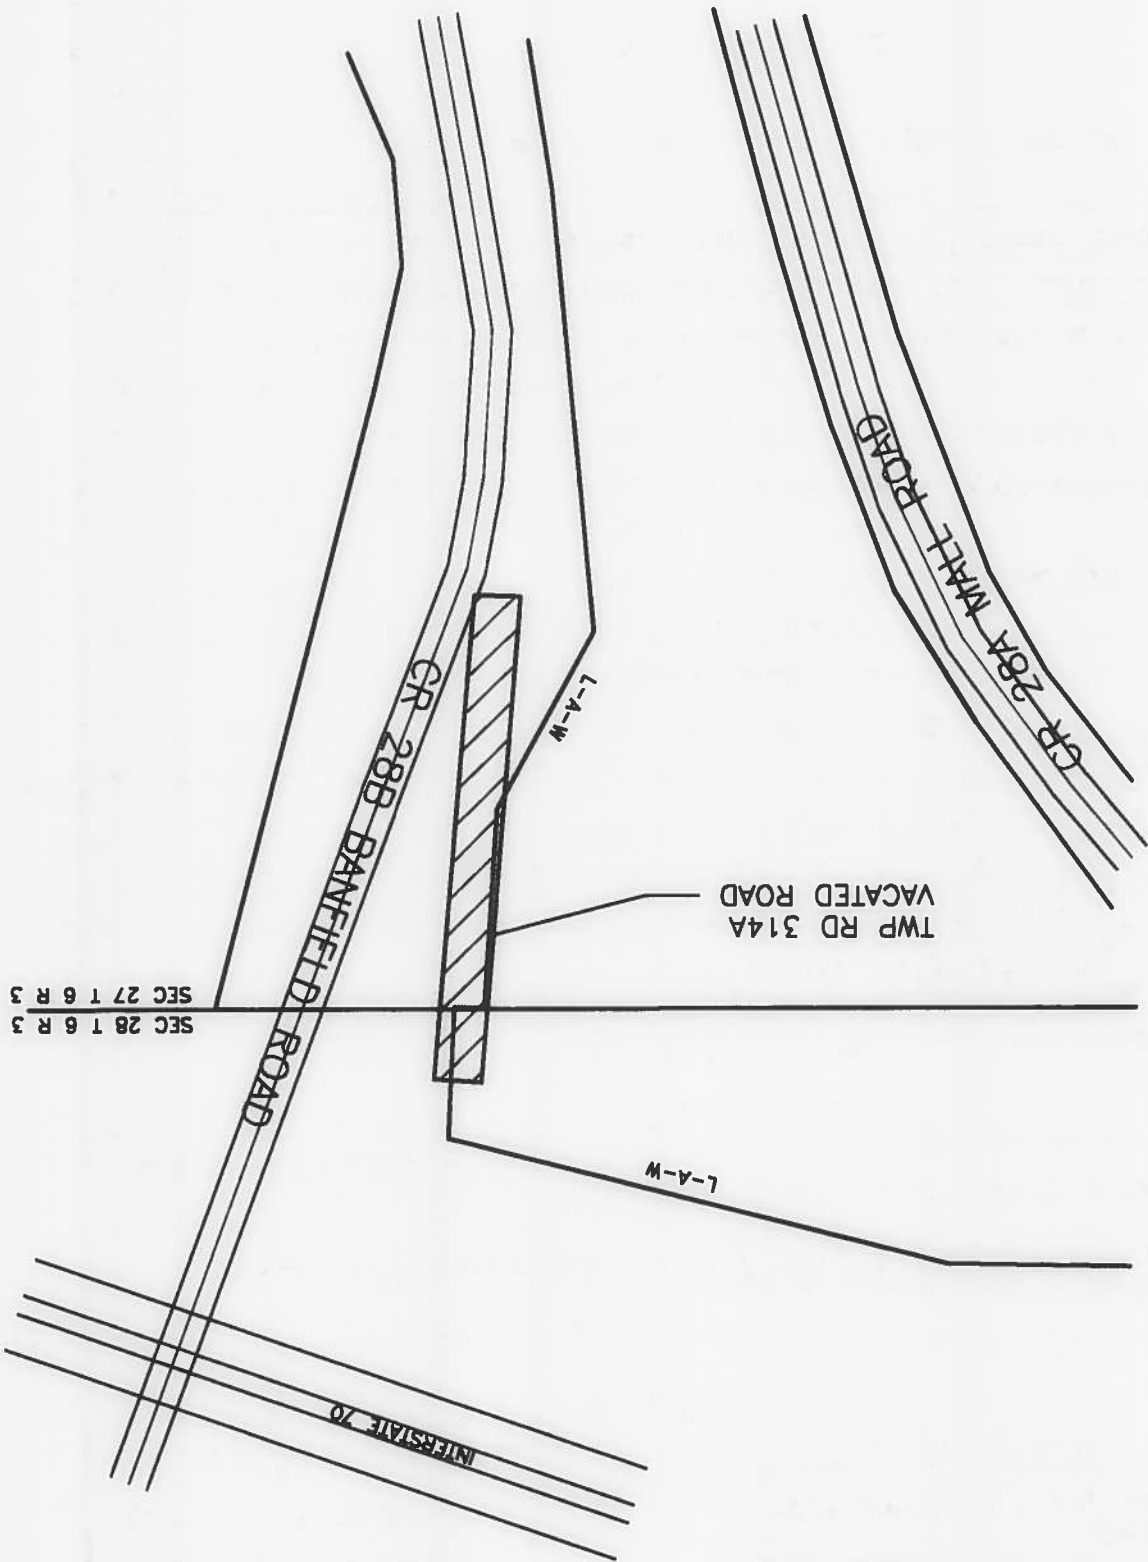 INTERSTATE 70
L-A-W
CR 28B BANFIELD ROAD
SEC 28 T 6 R 3
SEC 27 T 6 R 3
TWP RD 314A
VACATED ROAD
L-A-W
CR 28A MALL ROAD